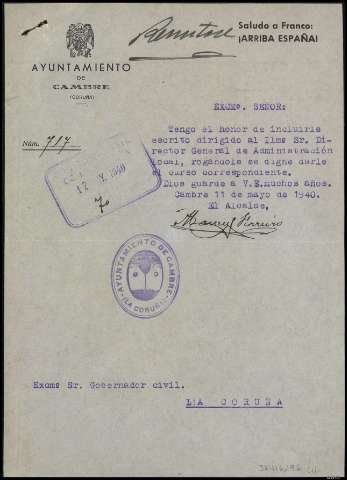 Remítase
Saludo a Franco:
¡ARRIBA ESPAÑA!
AYUNTAMIENTO
DE
CAMBRE
(CORUÑA)
EXCMO. SEÑOR:
Núm. 717
Tengo el honor de incluirle
escrito dirigido al Ilmo Sr. Di-
rector General de Administración
Local, rogándole se digne darle
el curso correspondiente.
Dios guarde a V.E.muchos años.
Cambre 11 de mayo de 1940.
El Alcalde,
12 1940
AYUNTAMIENTO DE CAMBRE
(LA CORUÑA)
Excmo Sr. Gobernador civil.
LA CORUÑA